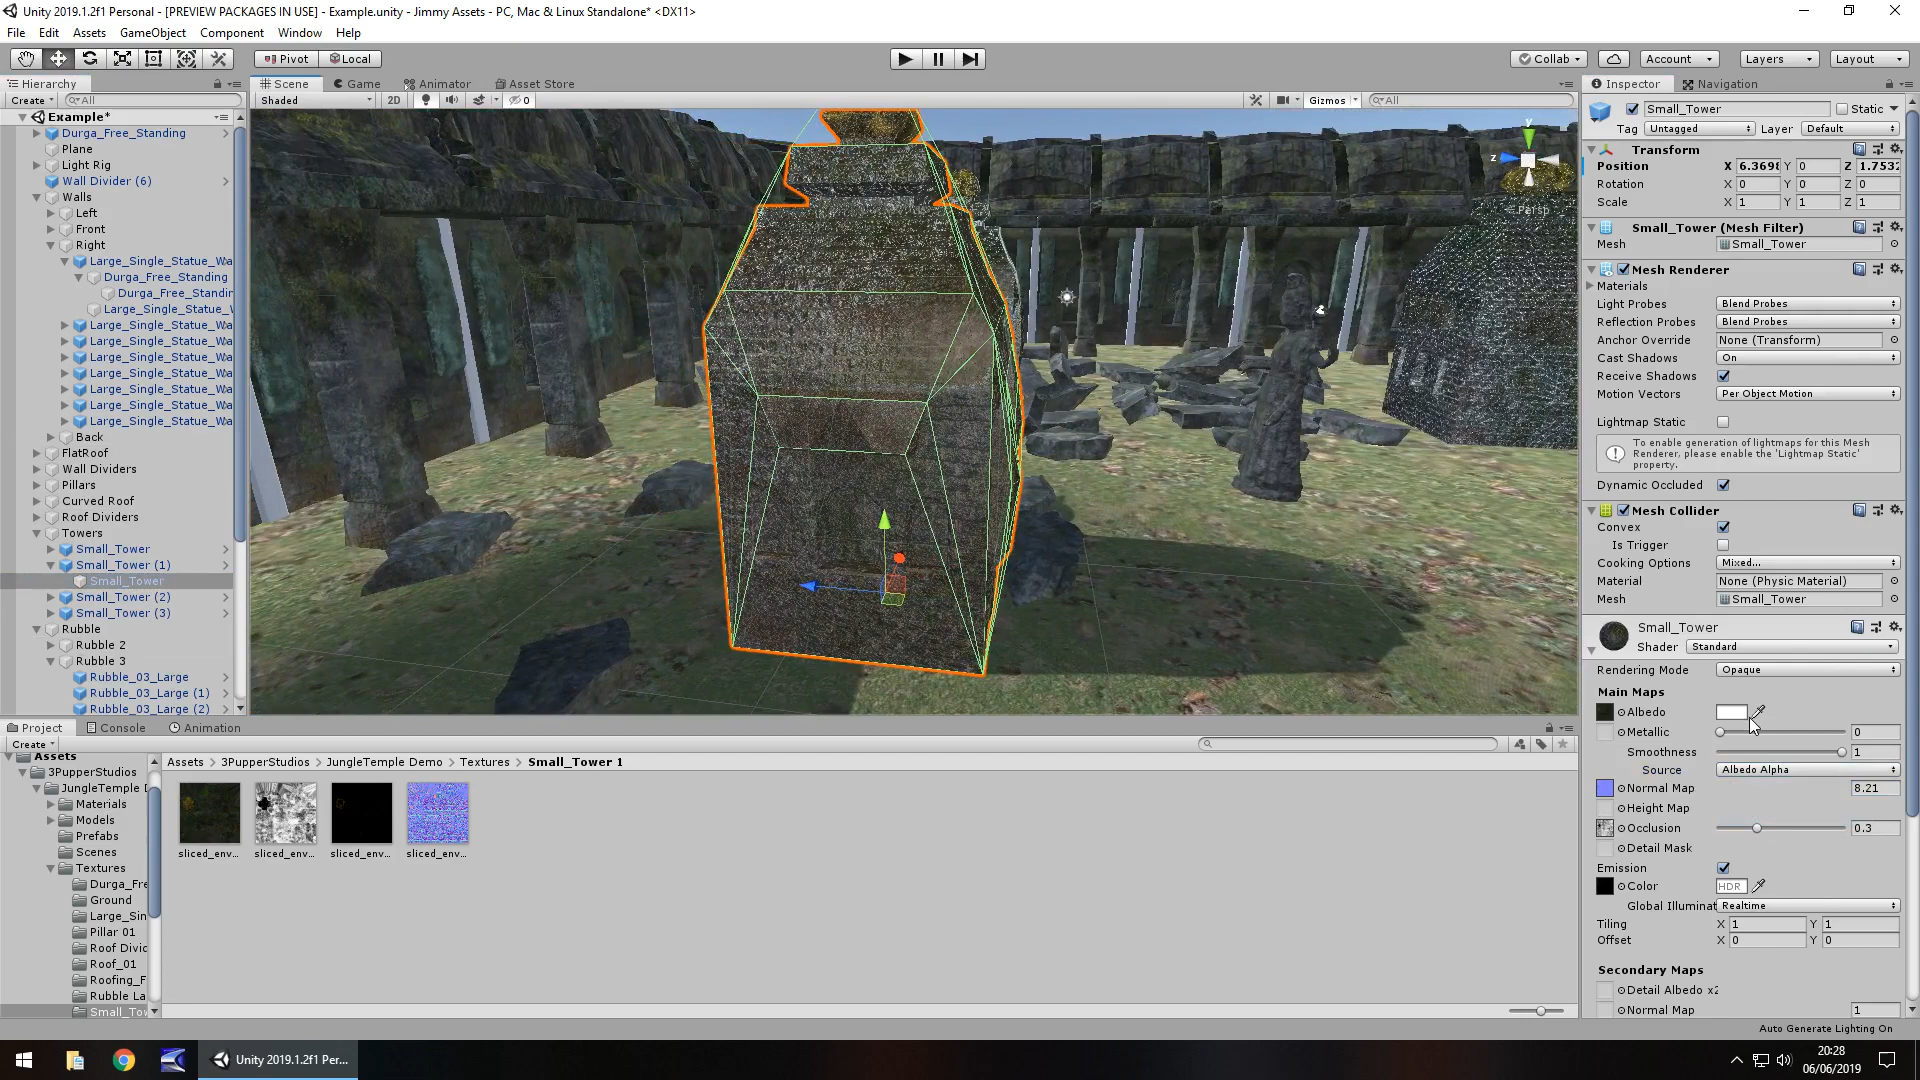 Unity 2019.1.2f1 Personal - [PREVIEW PACKAGES IN USE] - Example.unity - Jimmy Assets - PC, Mac & Linux Standalone* <DX11>
File Edit Assets GameObject Component Window Help
Pivot Local Collab Account Layers Layout
Hierarchy Scene Game Animator Asset Store Inspector Navigation
Create All Shaded 2D 0 Gizmos All
Example*
Durga_Free_Standing
Plane
Light Rig
Wall Divider (6)
Walls
Left
Front
Right
Large_Single_Statue_Wa
Durga_Free_Standing
Durga_Free_Standin
Large_Single_Statue_
Large_Single_Statue_Wa
Large_Single_Statue_Wa
Large_Single_Statue_Wa
Large_Single_Statue_Wa
Large_Single_Statue_Wa
Large_Single_Statue_Wa
Large_Single_Statue_Wa
Back
FlatRoof
Wall Dividers
Pillars
Curved Roof
Roof Dividers
Towers
Small_Tower
Small_Tower (1)
Small_Tower
Small_Tower (2)
Small_Tower (3)
Rubble
Rubble 2
Rubble 3
Rubble_03_Large
Rubble_03_Large (1)
Rubble_03_Large (2)
y
z
Persp
Small_Tower Static
Tag Untagged Layer Default
Transform
Position X 6.3698 Y 0 Z 1.7532
Rotation X 0 Y 0 Z 0
Scale X 1 Y 1 Z 1
Small_Tower (Mesh Filter)
Mesh Small_Tower
Mesh Renderer
Materials
Light Probes Blend Probes
Reflection Probes Blend Probes
Anchor Override None (Transform)
Cast Shadows On
Receive Shadows
Motion Vectors Per Object Motion
Lightmap Static
To enable generation of lightmaps for this Mesh
Renderer, please enable the 'Lightmap Static'
property.
Dynamic Occluded
Mesh Collider
Convex
Is Trigger
Cooking Options Mixed...
Material None (Physic Material)
Mesh Small_Tower
Small_Tower
Shader Standard
Rendering Mode Opaque
Main Maps
Albedo
Metallic 0
Smoothness 1
Source Albedo Alpha
Normal Map 8.21
Height Map
Occlusion 0.3
Detail Mask
Emission
Color HDR
Global Illuminat Realtime
Tiling X 1 Y 1
Offset X 0 Y 0
Secondary Maps
Detail Albedo x2
Normal Map 1
Project Console Animation
Create
Assets
3PupperStudios
JungleTemple D
Materials
Models
Prefabs
Scenes
Textures
Durga_Fre
Ground
Large_Sin
Pillar 01
Roof Divic
Roof_01
Roofing_F
Rubble La
Small_Tov
Assets > 3PupperStudios > JungleTemple Demo > Textures > Small_Tower 1
sliced_env... sliced_env... sliced_env... sliced_env...
Auto Generate Lighting On
Unity 2019.1.2f1 Per...
20:28
06/06/2019